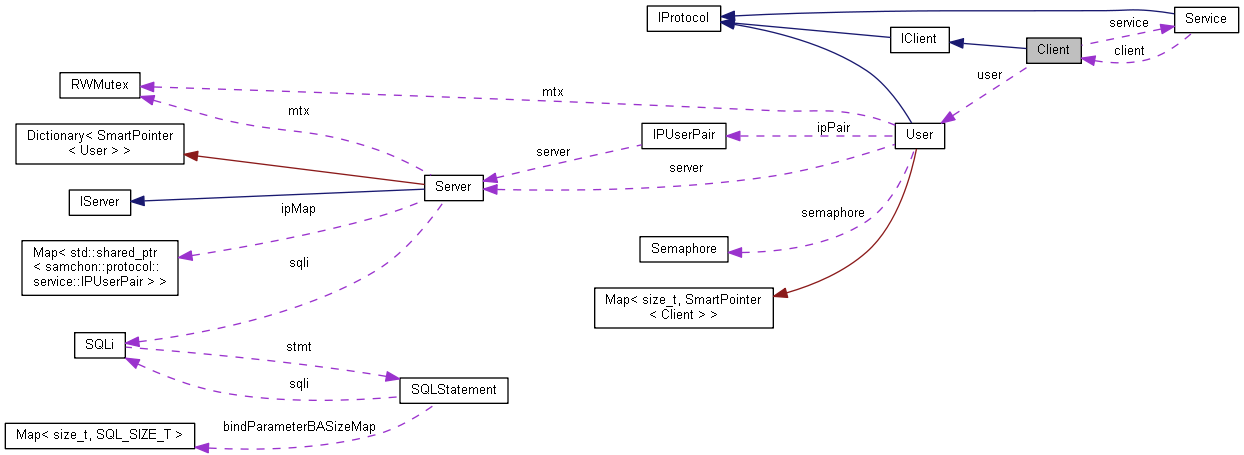 IProtocol
Service
service
IClient
Client
client
user
RWMutex
mtx
mtx
Dictionary< SmartPointer
< User > >
IPUserPair
ipPair
User
server
server
Server
IServer
ipMap
semaphore
Map< std::shared_ptr
< samchon::protocol::
service::IPUserPair > >
Semaphore
sqli
Map< size_t, SmartPointer
< Client > >
SQLi
stmt
sqli
SQLStatement
bindParameterBASizeMap
Map< size_t, SQL_SIZE_T >